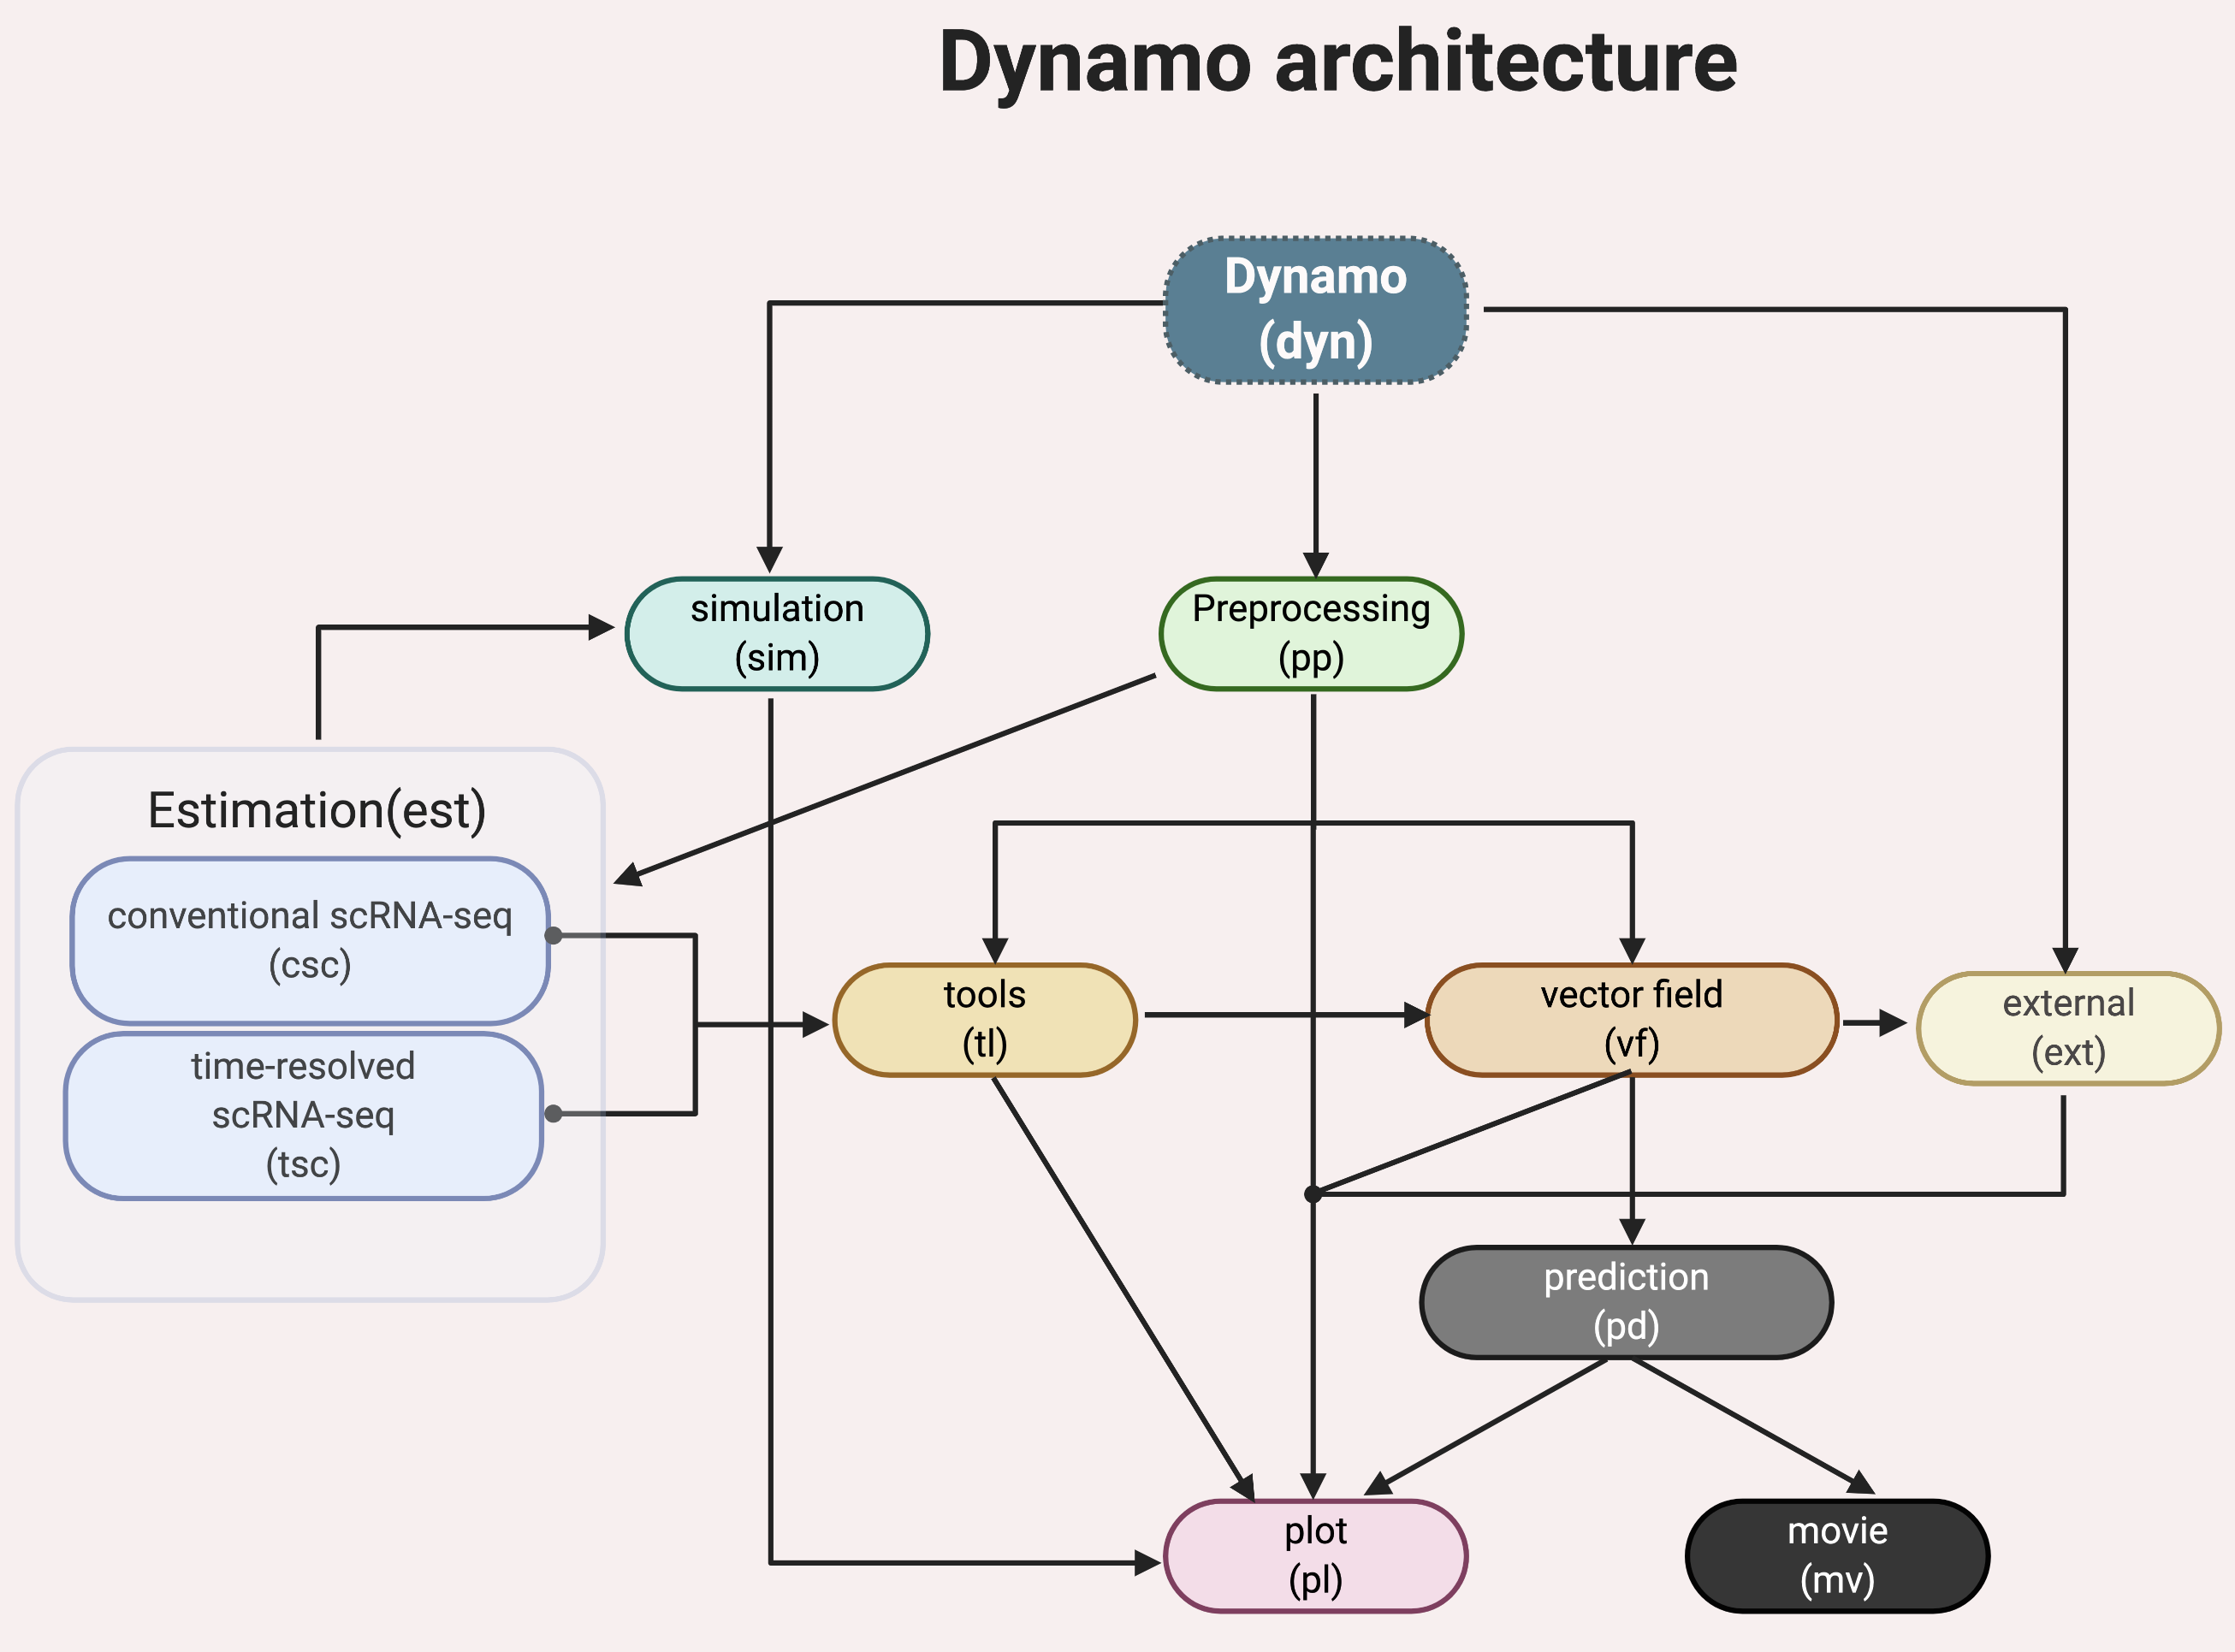 Dynamo architecture
Dynamo
(dyn)
simulation
(sim)
Preprocessing
(pp)
Estimation(est)
conventional scRNA-seq
(csc)
time-resolved
scRNA-seq
(tsc)
tools
(tl)
vector field
(vf)
external
(ext)
prediction
(pd)
plot
(pl)
movie
(mv)